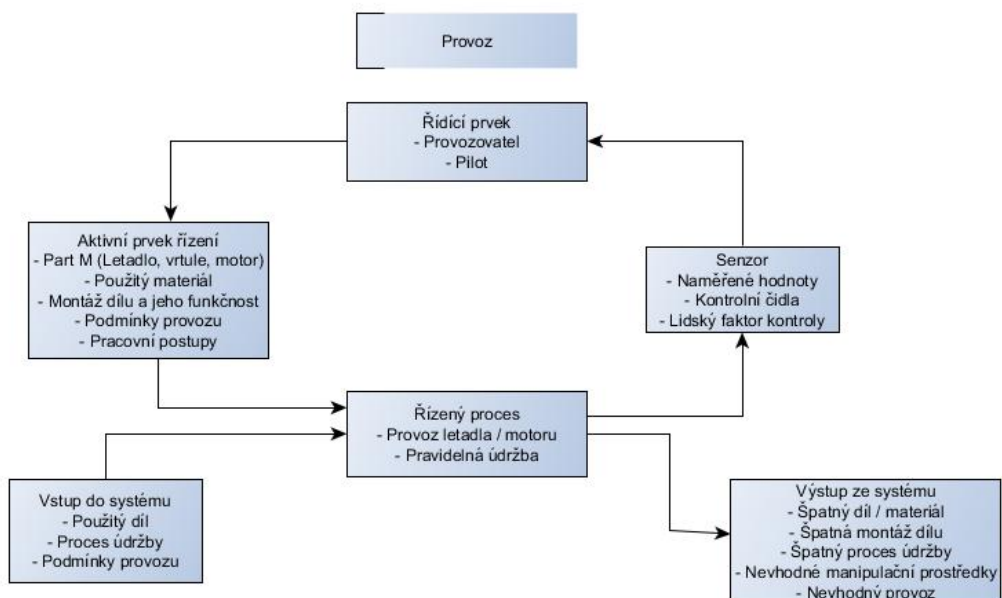 Provoz
Řídící prvek
- Provozovatel
- Pilot
Aktivní prvek řízení
- Part M (Letadlo, vrtule, motor)
- Použitý materiál
- Montáž dílu a jeho funkčnost
- Podmínky provozu
- Pracovní postupy
Senzor
- Naměřené hodnoty
- Kontrolní čidla
- Lidský faktor kontroly
Řízený proces
- Provoz letadla / motoru
- Pravidelná údržba
Vstup do systému
- Použitý díl
- Proces údržby
- Podmínky provozu
Výstup ze systému
- Špatný díl / materiál
- Špatná montáž dílu
- Špatný proces údržby
- Nevhodné manipulační prostředky
- Nevhodný provoz